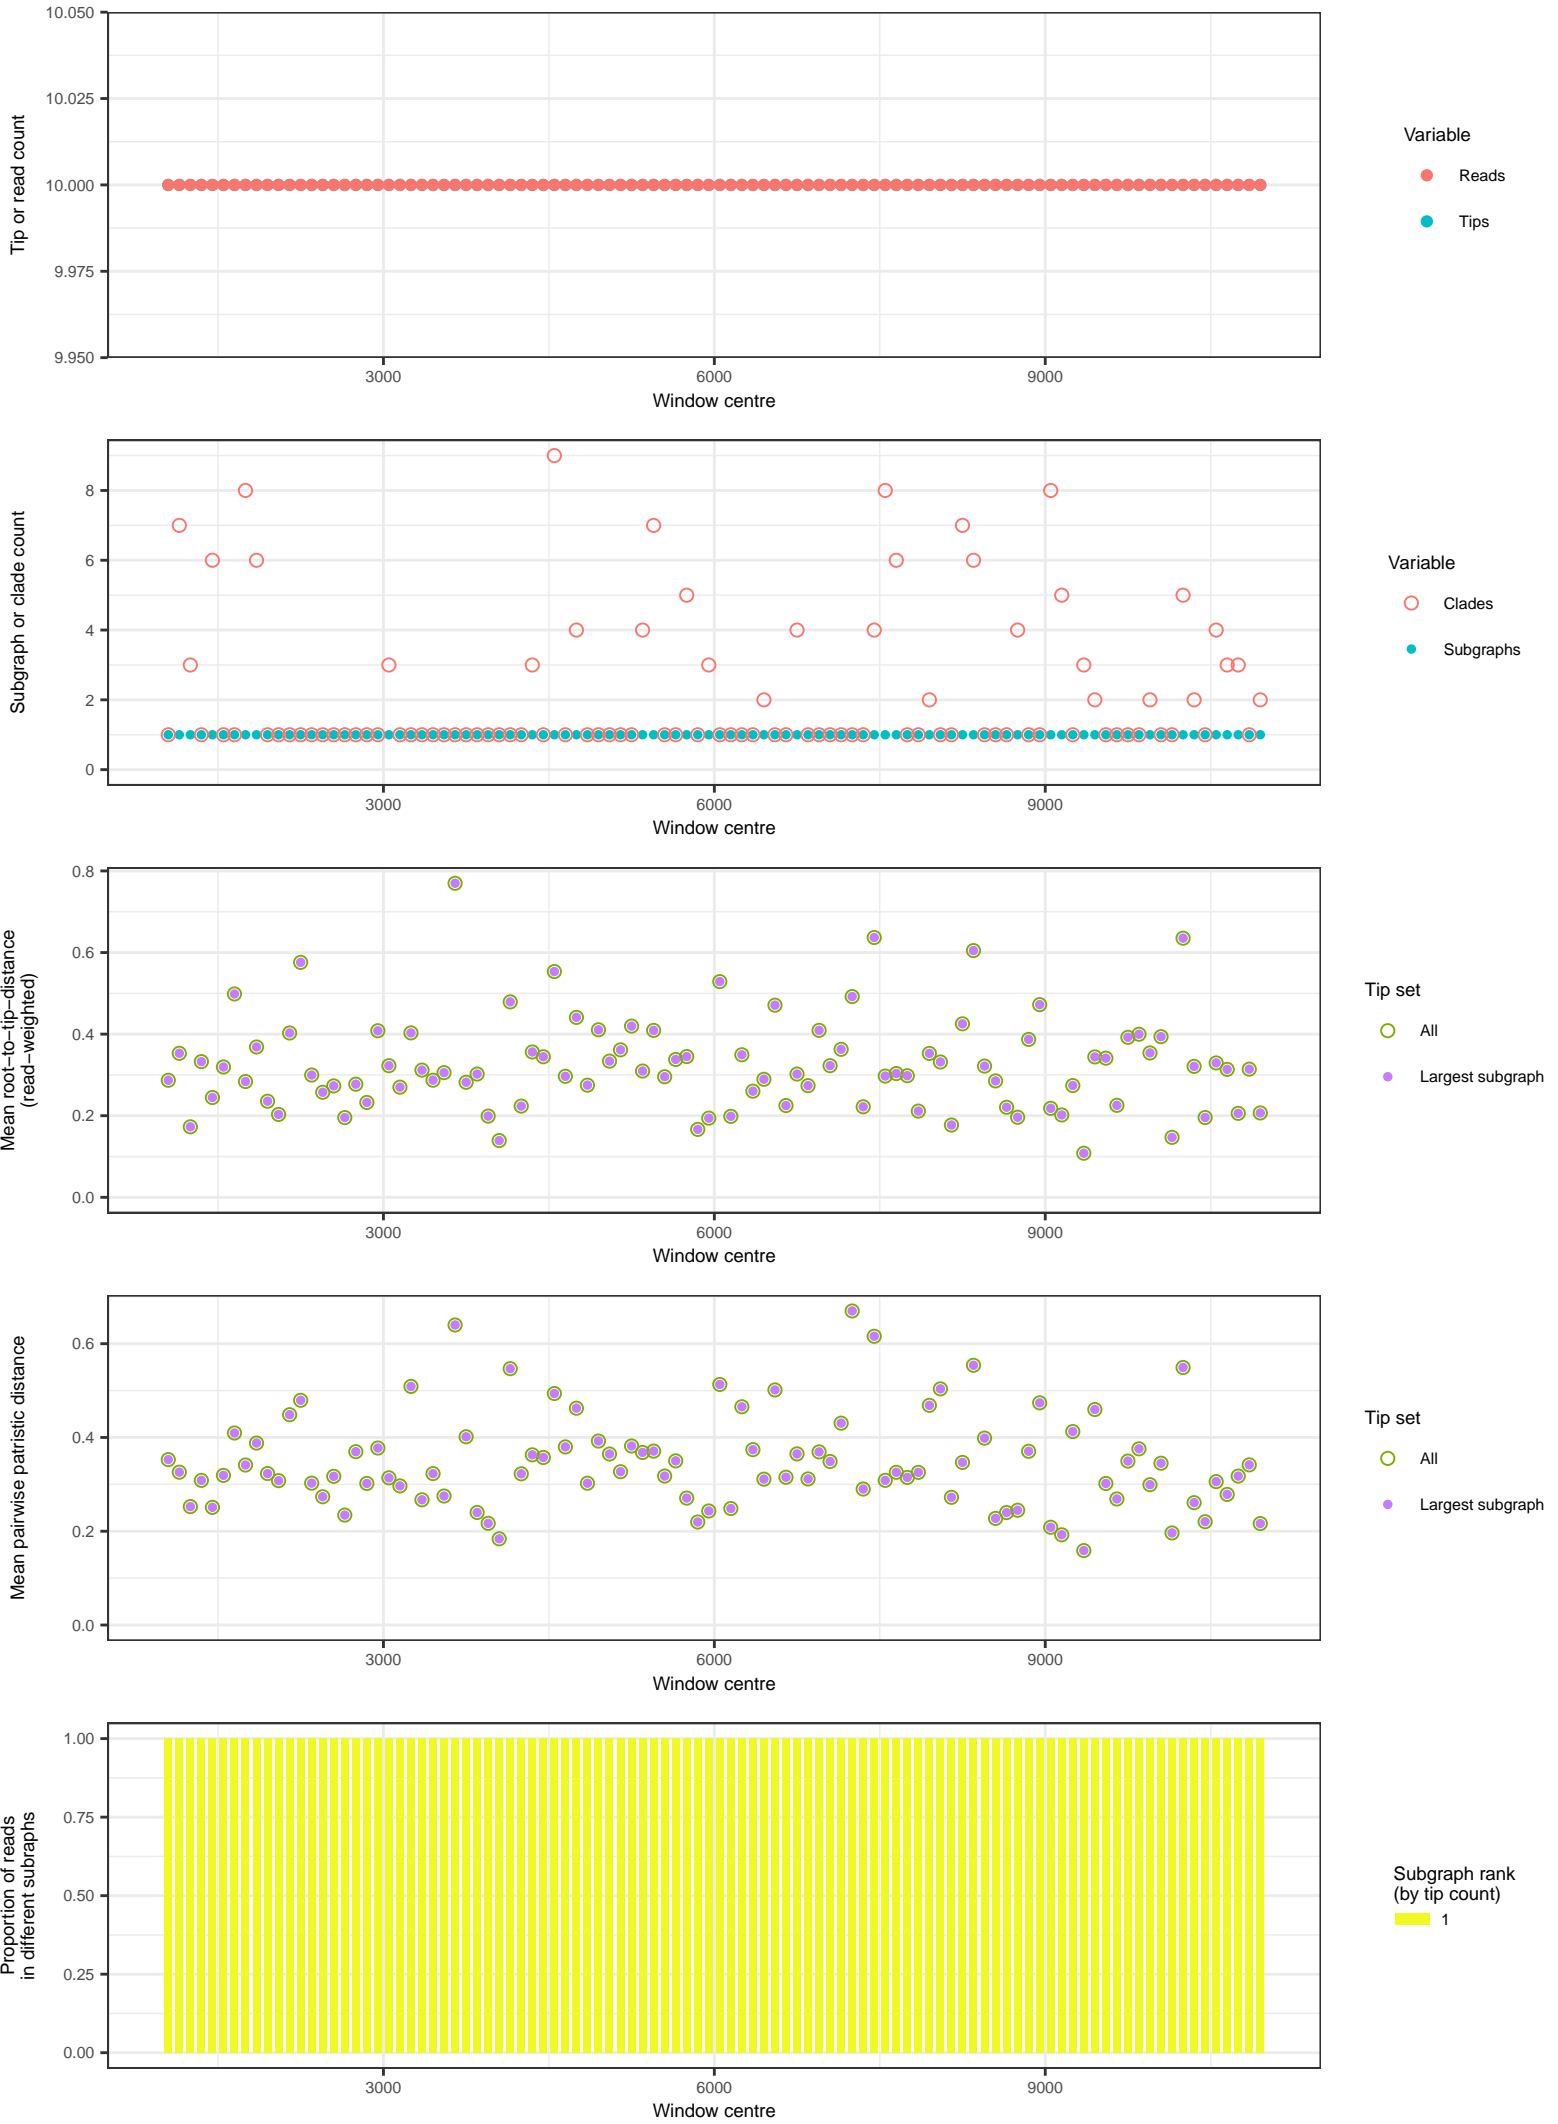 10.050
10.025
10.000
9.975
9.950
Tip or read count
3000 6000 9000
Window centre
Variable
Reads
Tips
8
6
4
2
0
Subgraph or clade count
3000 6000 9000
Window centre
Variable
Clades
Subgraphs
0.8
0.6
0.4
0.2
0.0
Mean root−to−tip−distance
(read−weighted)
3000 6000 9000
Window centre
Tip set
All
Largest subgraph
0.6
0.4
0.2
0.0
Mean pairwise patristic distance
3000 6000 9000
Window centre
Tip set
All
Largest subgraph
1.00
0.75
0.50
0.25
0.00
Proportion of reads
in different subraphs
3000 6000 9000
Window centre
Subgraph rank
(by tip count)
1